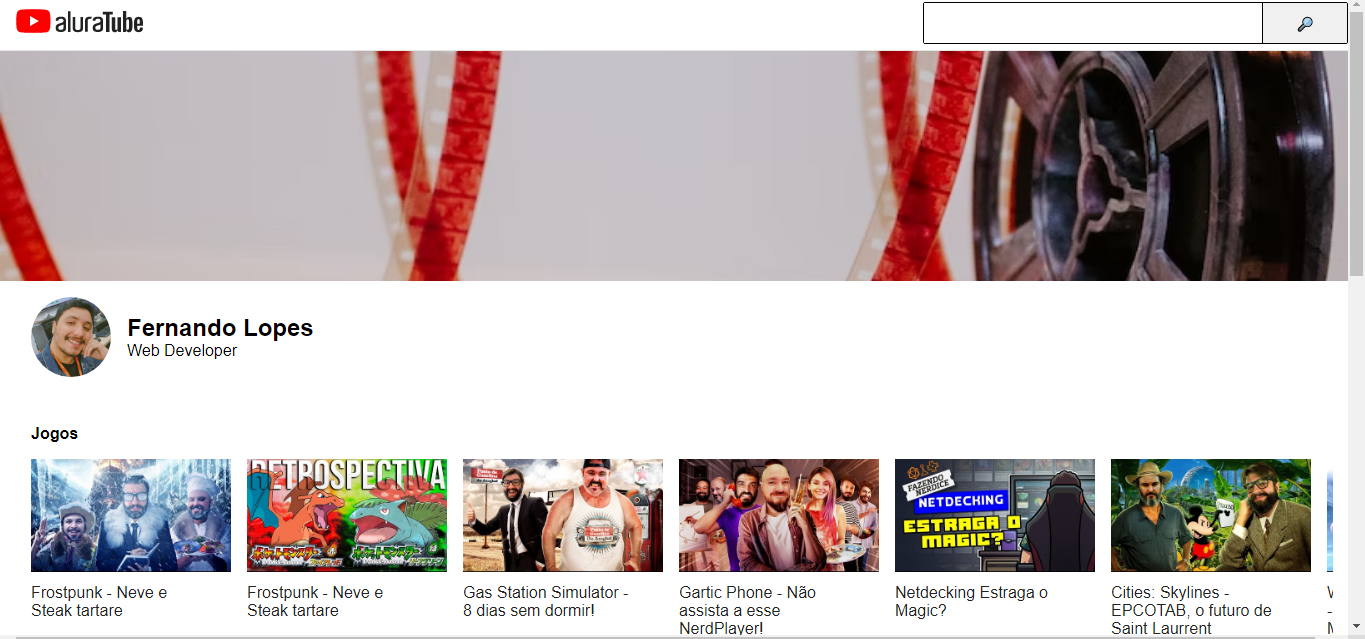 aluraTube
Fernando Lopes
Web Developer
Jogos
RETROSPECTIVA
FAZENDO
NERDICE
NETDECKING
ESTRAGA O
MAGIC?
Frostpunk - Neve e
Steak tartare
Frostpunk - Neve e
Steak tartare
Gas Station Simulator -
8 dias sem dormir!
Gartic Phone - Não
assista a esse
NerdPlayer!
Netdecking Estraga o
Magic?
Cities: Skylines -
EPCOTAB, o futuro de
Saint Laurrent